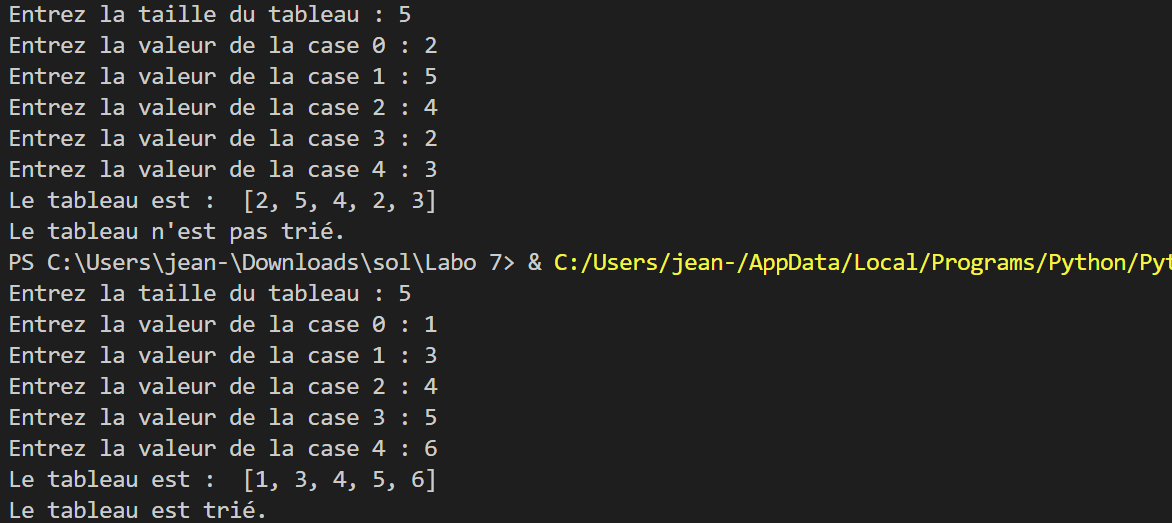 Entrez la taille du tableau : 5
Entrez la valeur de la case 0 : 2
Entrez la valeur de la case 1 : 5
Entrez la valeur de la case 2 : 4
Entrez la valeur de la case 3 : 2
Entrez la valeur de la case 4 : 3
Le tableau est :  [2, 5, 4, 2, 3]
Le tableau n'est pas trié.
PS C:\Users\jean-\Downloads\sol\Labo 7> & C:/Users/jean-/AppData/Local/Programs/Python/Pyt
Entrez la taille du tableau : 5
Entrez la valeur de la case 0 : 1
Entrez la valeur de la case 1 : 3
Entrez la valeur de la case 2 : 4
Entrez la valeur de la case 3 : 5
Entrez la valeur de la case 4 : 6
Le tableau est :  [1, 3, 4, 5, 6]
Le tableau est trié.